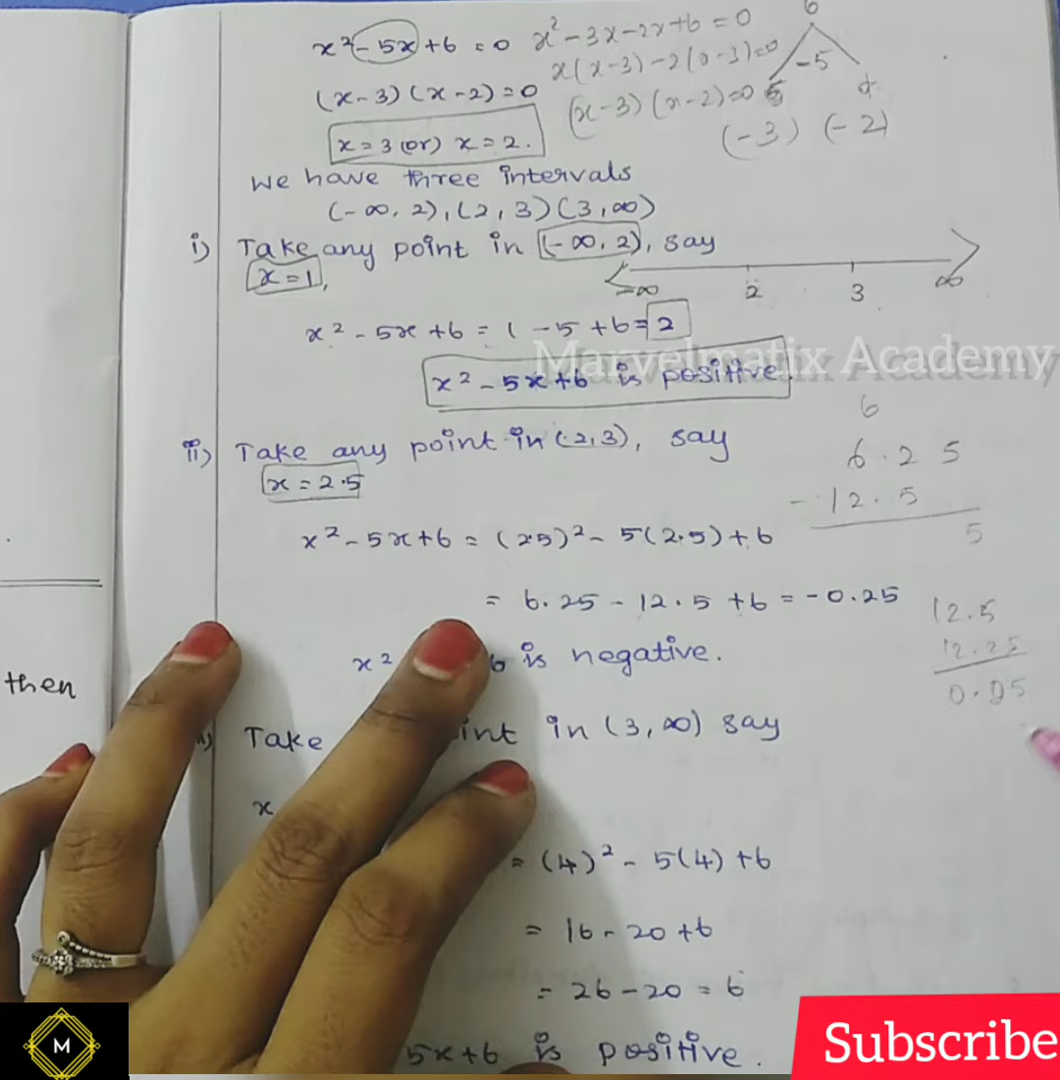 x² - 5x + 6 = 0
x² - 3x - 2x + 6 = 0
x(x-3) - 2(x-3) = 0
(x-3)(x-2) = 0
(x-3)(x-2) = 0
6
-5
(-3) (-2)
x = 3 (or) x = 2.
We have three intervals
(-∞, 2), (2, 3) (3, ∞)
i) Take any point in (-∞, 2), say
x = 1,
-∞ 2 3 ∞
x² - 5x + 6 = 1 - 5 + 6 = 2
Marvelmatix Academy
x² - 5x + 6 is positive.
ii) Take any point in (2,3), say
x = 2.5
6
6.25
- 12.5
5
x² - 5x + 6 = (2.5)² - 5(2.5) + 6
= 6.25 - 12.5 + 6 = -0.25
12.5
12.25
x² 6 is negative.
then
Take int in (3, ∞) say
x
= (4)² - 5(4) + 6
= 16 - 20 + 6
= 26 - 20 = 6
5x + 6 is positive.
M
Subscribe